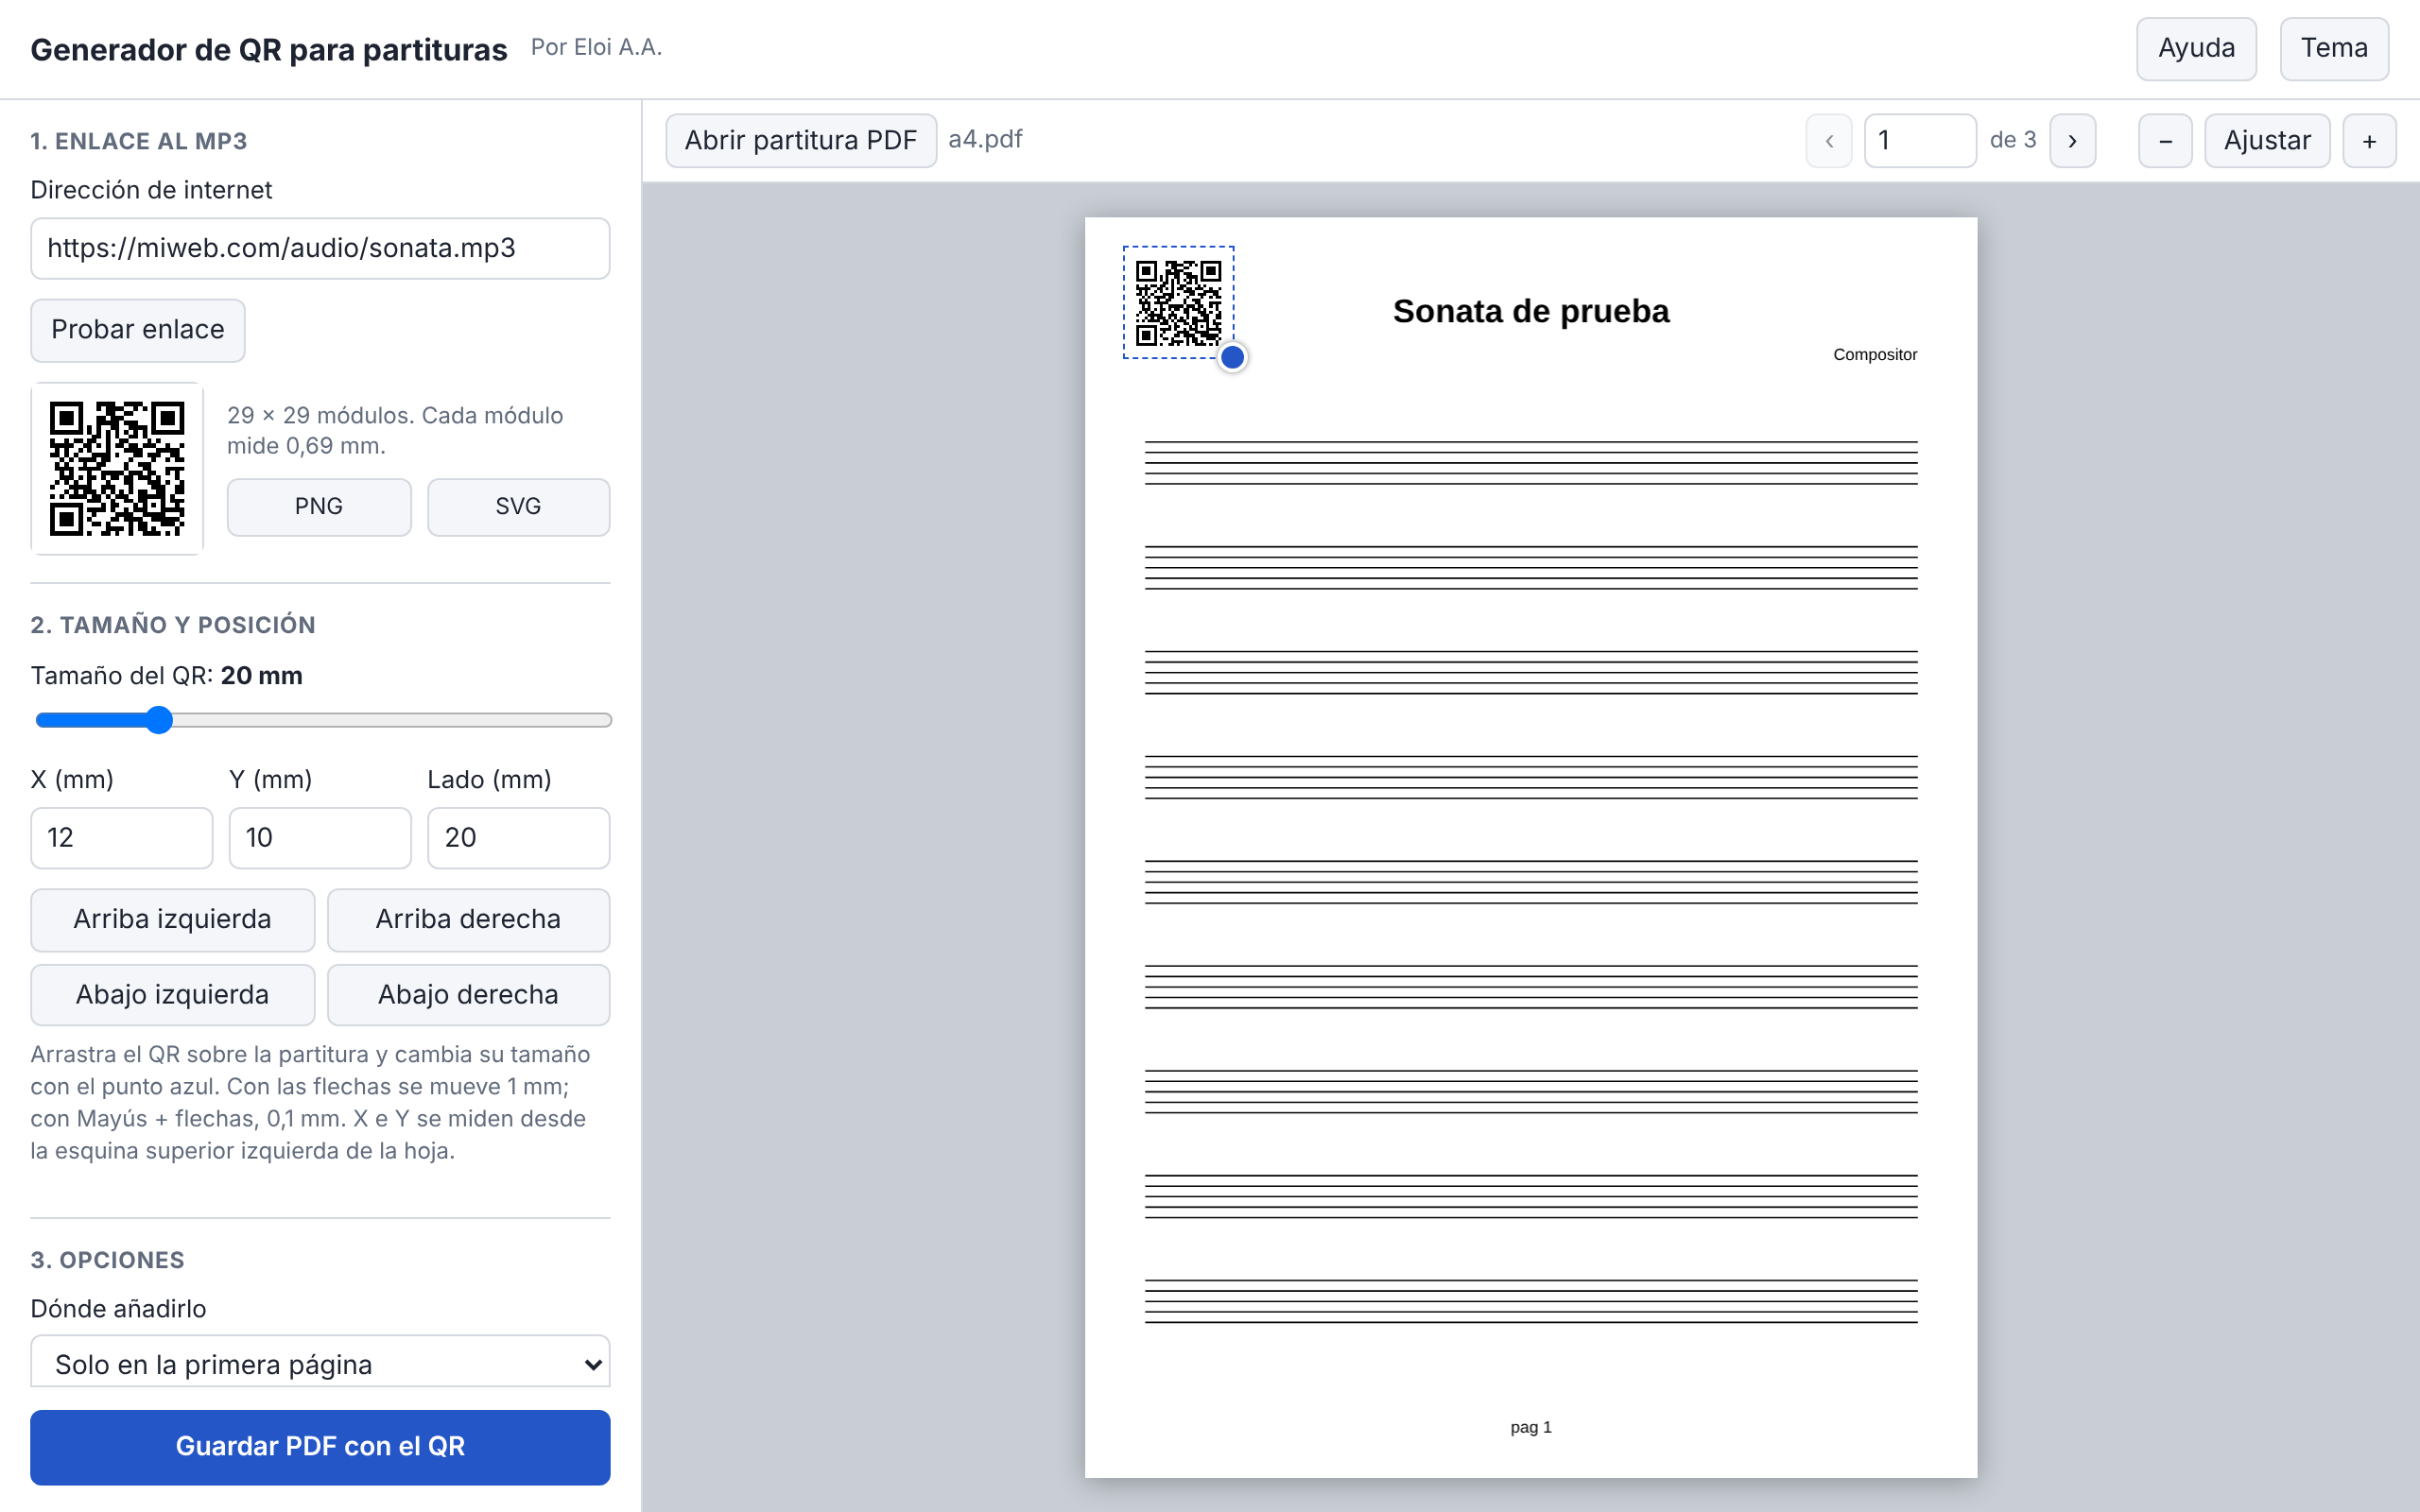 Generador de QR para partituras
Por Eloi A.A.
Ayuda
Tema
1. ENLACE AL MP3
Dirección de internet
https://miweb.com/audio/sonata.mp3
Probar enlace
29 × 29 módulos. Cada módulo
mide 0,69 mm.
PNG
SVG
2. TAMAÑO Y POSICIÓN
Tamaño del QR: 20 mm
X (mm)
Y (mm)
Lado (mm)
12
10
20
Arriba izquierda
Arriba derecha
Abajo izquierda
Abajo derecha
Arrastra el QR sobre la partitura y cambia su tamaño
con el punto azul. Con las flechas se mueve 1 mm;
con Mayús + flechas, 0,1 mm. X e Y se miden desde
la esquina superior izquierda de la hoja.
3. OPCIONES
Dónde añadirlo
Solo en la primera página
Guardar PDF con el QR
Abrir partitura PDF
a4.pdf
‹
1
de 3
›
−
Ajustar
+
Sonata de prueba
Compositor
pag 1